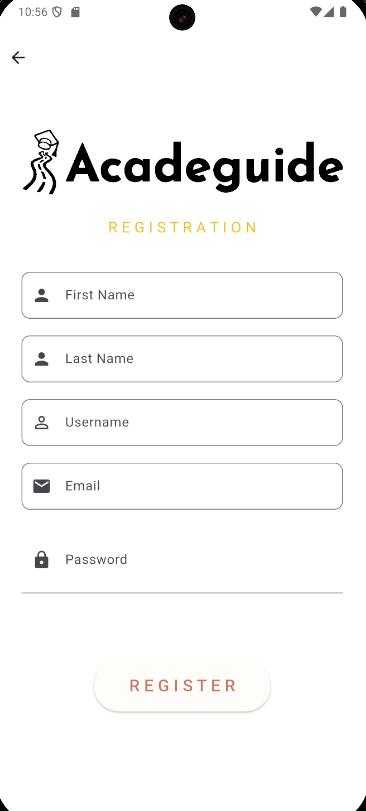 10:56
Acadeguide
REGISTRATION
First Name
Last Name
Username
Email
Password
REGISTER